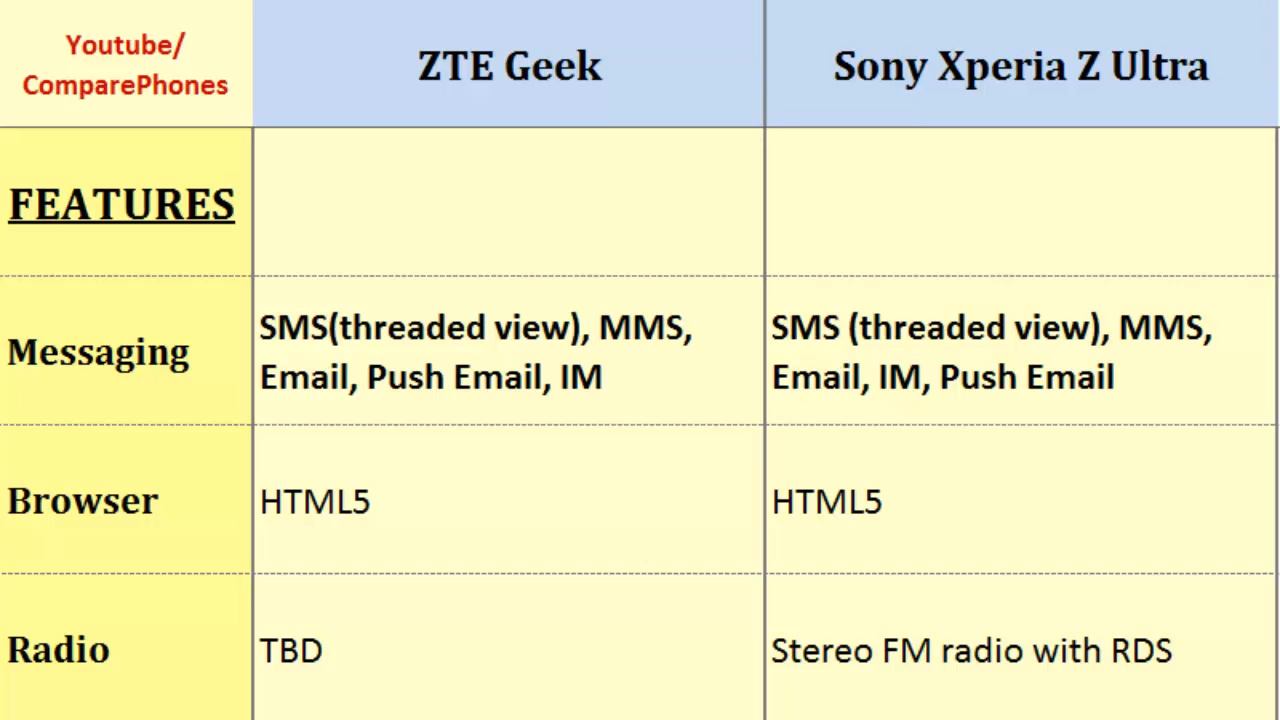 Youtube/
ComparePhones
ZTE Geek
Sony Xperia Z Ultra
FEATURES
Messaging
SMS(threaded view), MMS,
Email, Push Email, IM
SMS (threaded view), MMS,
Email, IM, Push Email
Browser
HTML5
HTML5
Radio
TBD
Stereo FM radio with RDS